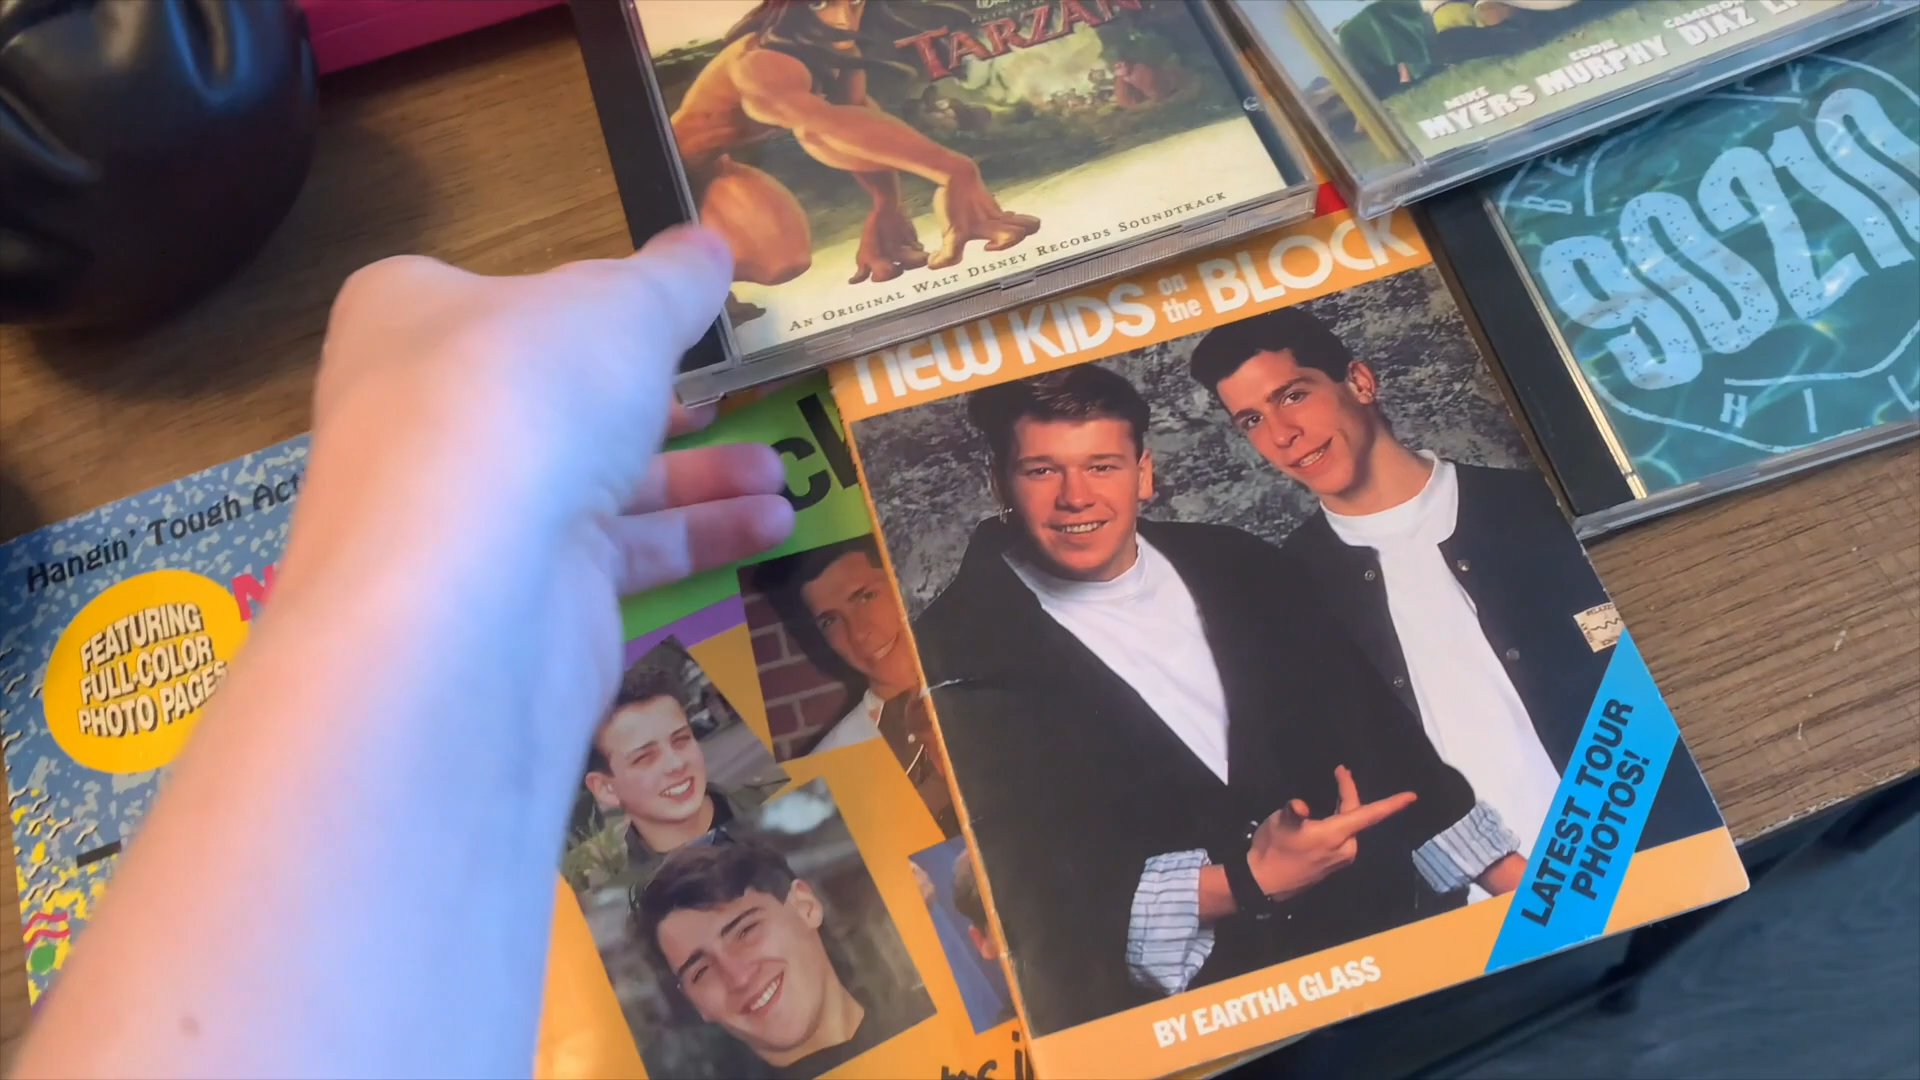 TARZAN
AN ORIGINAL WALT DISNEY RECORDS SOUNDTRACK
MIKE
MYERS
EDDIE
MURPHY
CAMERON
DIAZ
90210
NEW KIDS on the BLOCK
LATEST TOUR
PHOTOS!
BY EARTHA GLASS
Hangin' Tough Act
FEATURING
FULL-COLOR
PHOTO PAGES